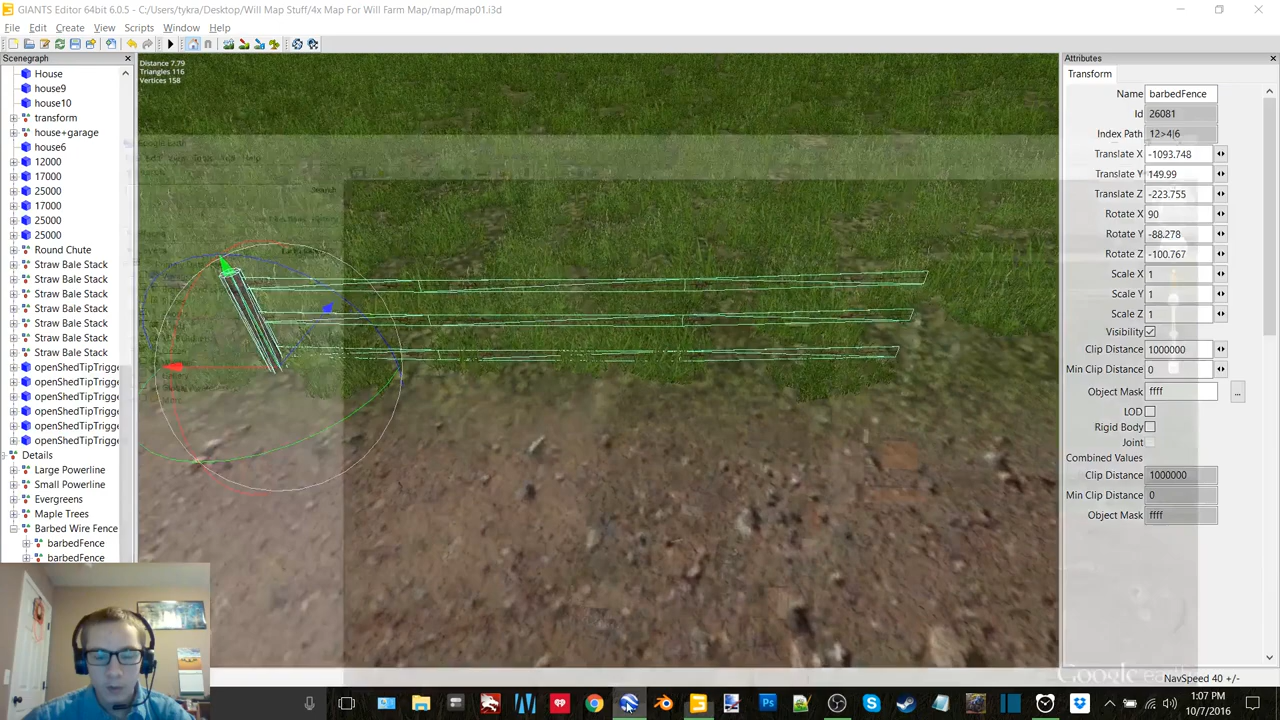 GIANTS Editor 64bit 6.0.5 - C:/Users/tykra/Desktop/Will Map Stuff/4x Map For Will Farm Map/map/map01.i3d
File Edit Create View Scripts Window Help
Scenegraph
House
house9
house10
transform
house+garage
house6
12000
17000
25000
17000
25000
25000
Round Chute
Straw Bale Stack
Straw Bale Stack
Straw Bale Stack
Straw Bale Stack
Straw Bale Stack
Straw Bale Stack
Straw Bale Stack
openShedTipTrigge
openShedTipTrigge
openShedTipTrigge
openShedTipTrigge
openShedTipTrigge
openShedTipTrigge
Details
Large Powerline
Small Powerline
Evergreens
Maple Trees
Barbed Wire Fence
barbedFence
barbedFence
Distance 7.79
Triangles 116
Vertices 158
Google Earth
Search
Attributes
Transform
Name barbedFence
Id 26081
Index Path 12>4|6
Translate X -1093.748
Translate Y 149.99
Translate Z -223.755
Rotate X 90
Rotate Y -88.278
Rotate Z -100.767
Scale X 1
Scale Y 1
Scale Z 1
Visibility
Clip Distance 1000000
Min Clip Distance 0
Object Mask ffff ...
LOD
Rigid Body
Joint
Combined Values
Clip Distance 1000000
Min Clip Distance 0
Object Mask ffff
NavSpeed 40 +/-
1:07 PM
10/7/2016